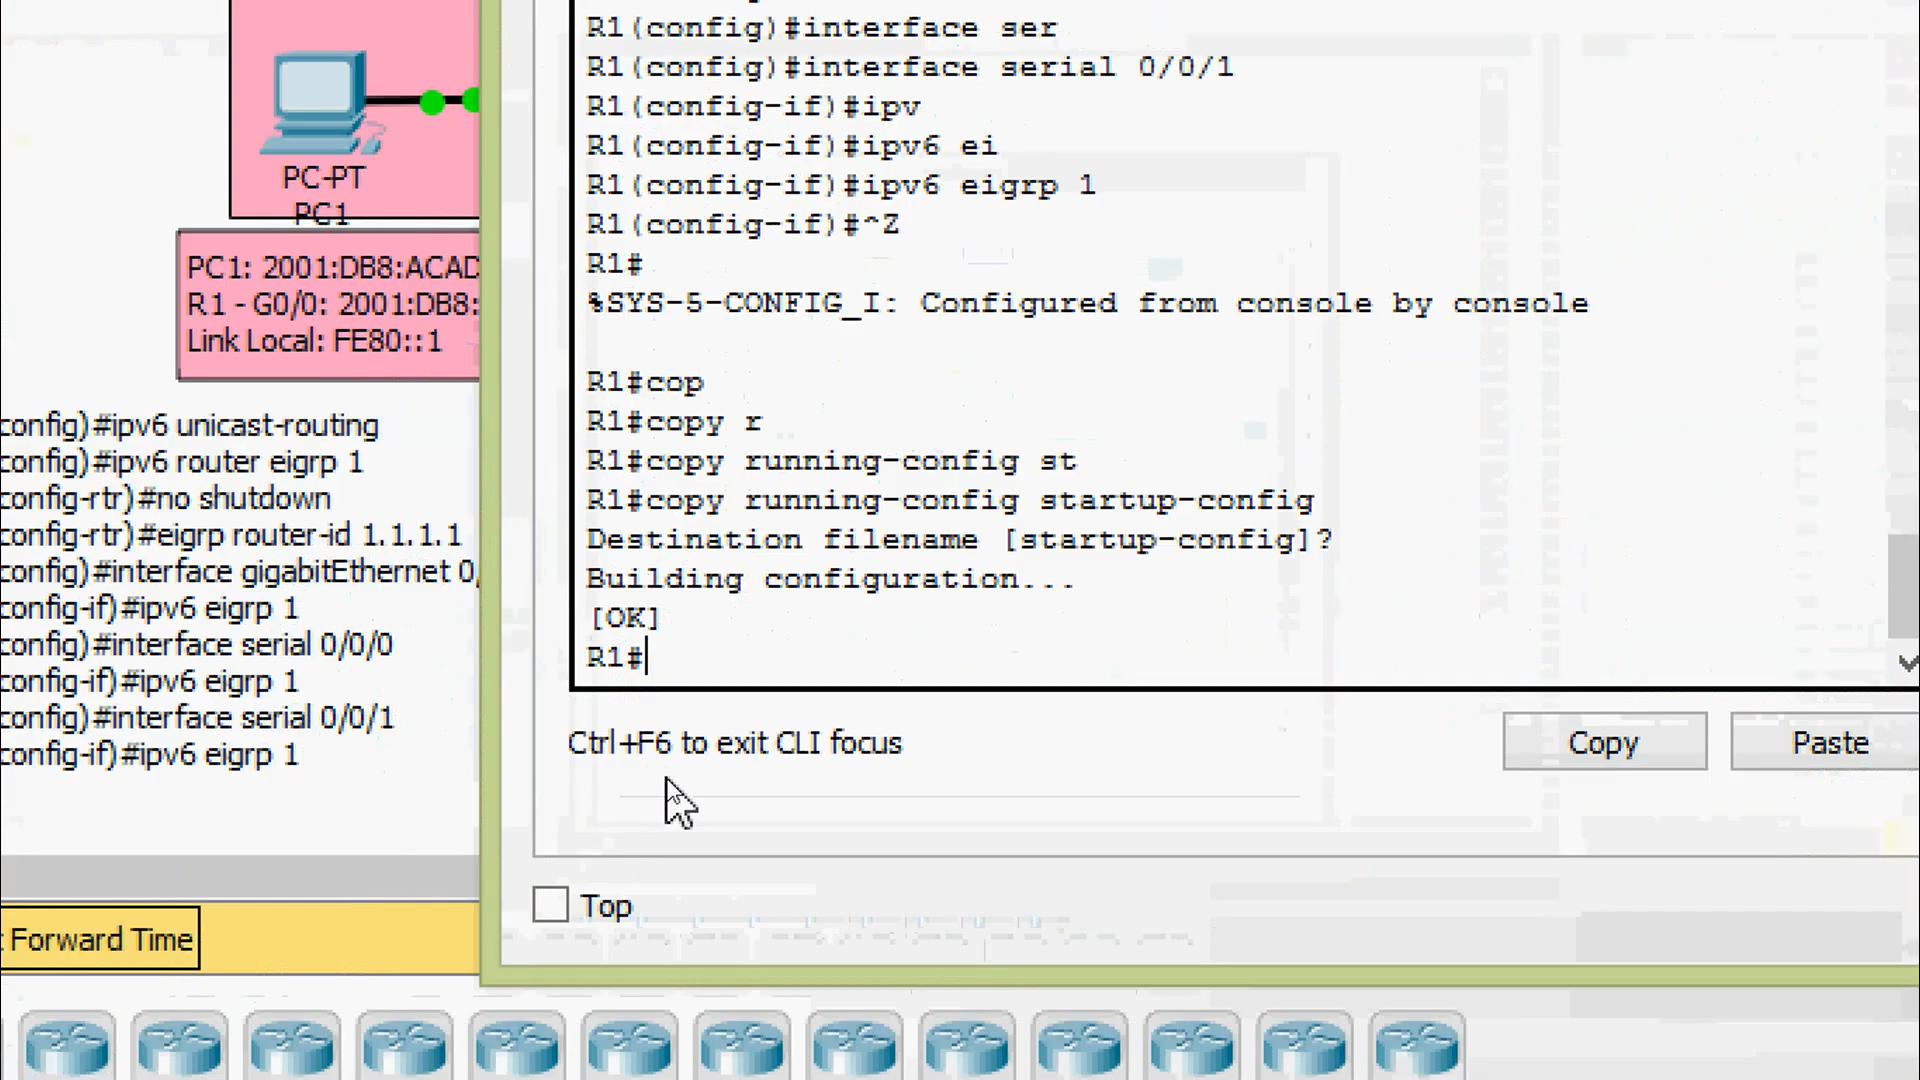 PC-PT
PC1
PC1: 2001:DB8:ACAD
R1 - G0/0: 2001:DB8:
Link Local: FE80::1
config)#ipv6 unicast-routing
config)#ipv6 router eigrp 1
config-rtr)#no shutdown
config-rtr)#eigrp router-id 1.1.1.1
config)#interface gigabitEthernet 0/
config-if)#ipv6 eigrp 1
config)#interface serial 0/0/0
config-if)#ipv6 eigrp 1
config)#interface serial 0/0/1
config-if)#ipv6 eigrp 1
Forward Time
R1(config)#interface ser
R1(config)#interface serial 0/0/1
R1(config-if)#ipv
R1(config-if)#ipv6 ei
R1(config-if)#ipv6 eigrp 1
R1(config-if)#^Z
R1#
%SYS-5-CONFIG_I: Configured from console by console
R1#cop
R1#copy r
R1#copy running-config st
R1#copy running-config startup-config
Destination filename [startup-config]?
Building configuration...
[OK]
R1#
Ctrl+F6 to exit CLI focus
Copy
Paste
Top